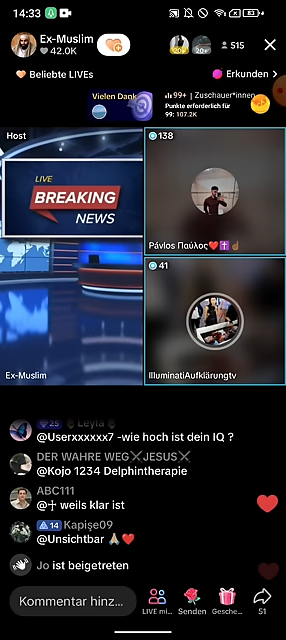 14:33
Ex-Muslim
42.0K
515
Beliebte LIVEs
Erkunden
Vielen Dank
99+ | Zuschauer*innen
Punkte erforderlich für
99: 107.2K
Host
LIVE
BREAKING
NEWS
Ex-Muslim
138
Pávlos Παύλος❤️✝️☝🏽
41
IlluminatiAufklärungtv
25 Leyla
@Userxxxxxx7 -wie hoch ist dein IQ ?
DER WAHRE WEG⚔JESUS⚔
@Kojo 1234 Delphintherapie
ABC111
@✝ weils klar ist
14 Kapişe09
@Unsichtbar 🙏🏽❤️
Jo ist beigetreten
Kommentar hinz...
LIVE mi...
Senden
Gesche...
51